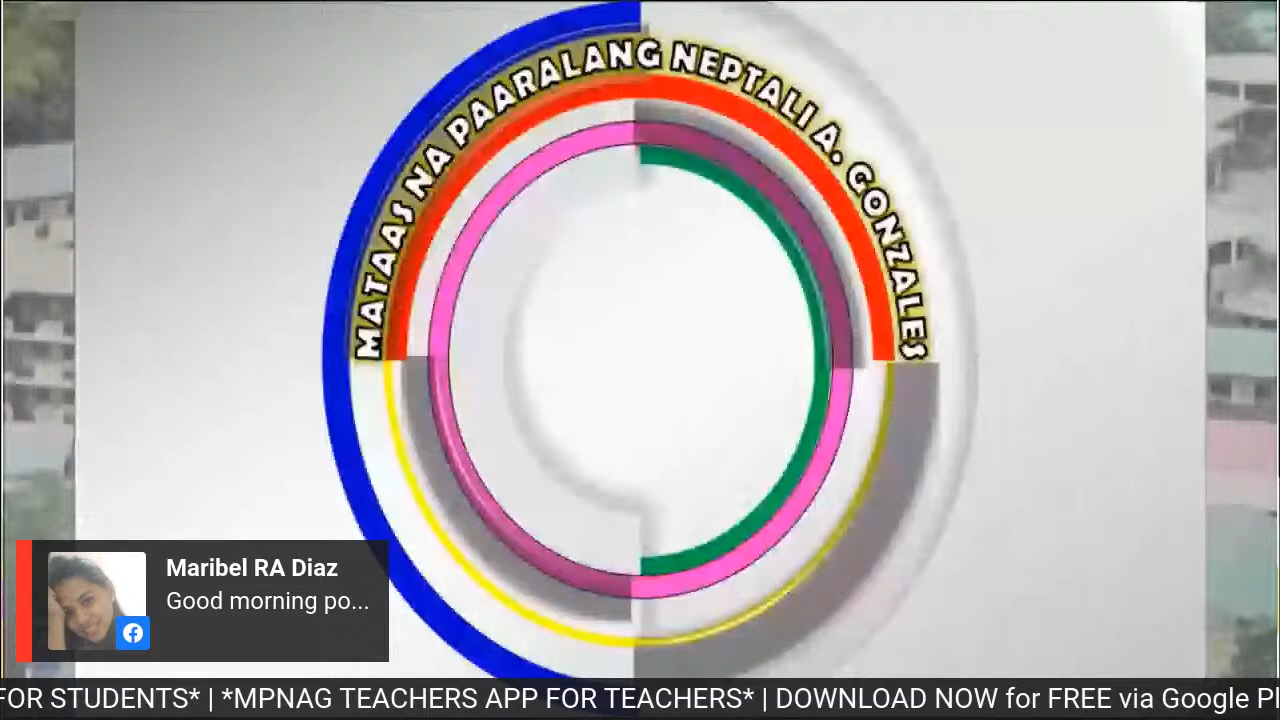 MATAAS NA PAARALANG NEPTALI A. GONZALES
Maribel RA Diaz
Good morning po...
FOR STUDENTS* | *MPNAG TEACHERS APP FOR TEACHERS* | DOWNLOAD NOW for FREE via Google Pl